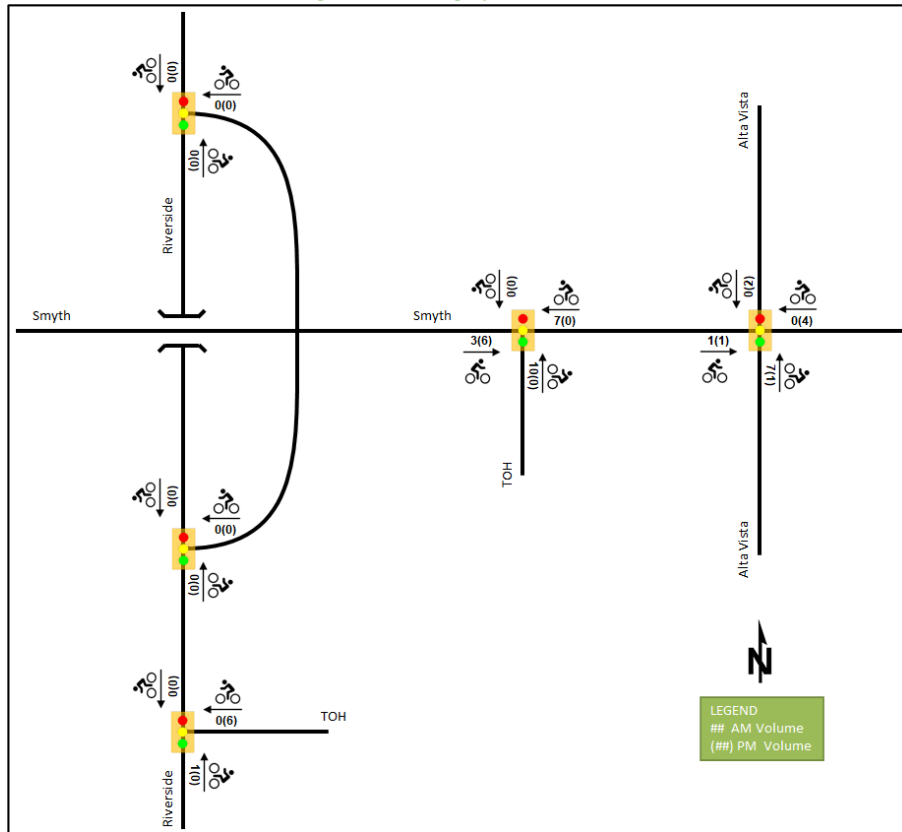 0(0)
0(0)
0(0)
Riverside
Alta Vista
Smyth
Smyth
0(0)
7(0)
3(6)
10(0)
TOH
0(2)
0(4)
1(1)
7(1)
Alta Vista
0(0)
0(0)
0(0)
0(0)
0(6)
TOH
1(0)
Riverside
N
LEGEND
## AM Volume
(##) PM Volume